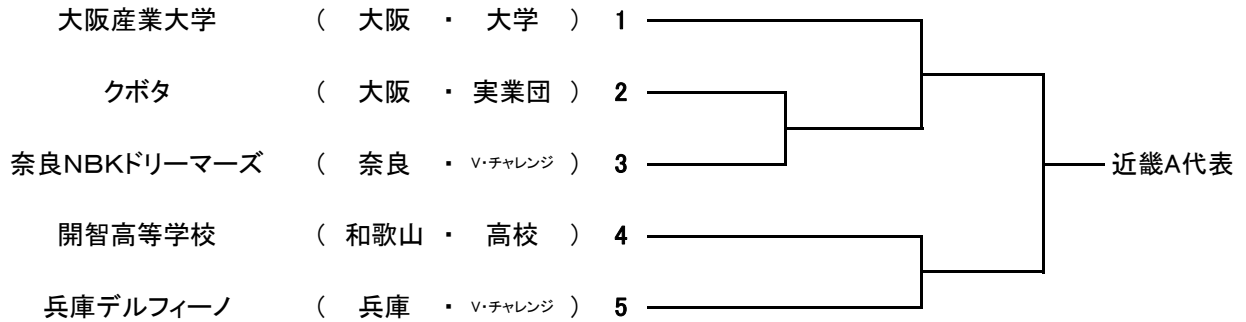 大阪産業大学 ( 大阪 ・ 大学 ) 1
クボタ ( 大阪 ・ 実業団 ) 2
奈良NBKドリーマーズ ( 奈良 ・ V・チャレンジ ) 3
近畿A代表
開智高等学校 ( 和歌山 ・ 高校 ) 4
兵庫デルフィーノ ( 兵庫 ・ V・チャレンジ ) 5